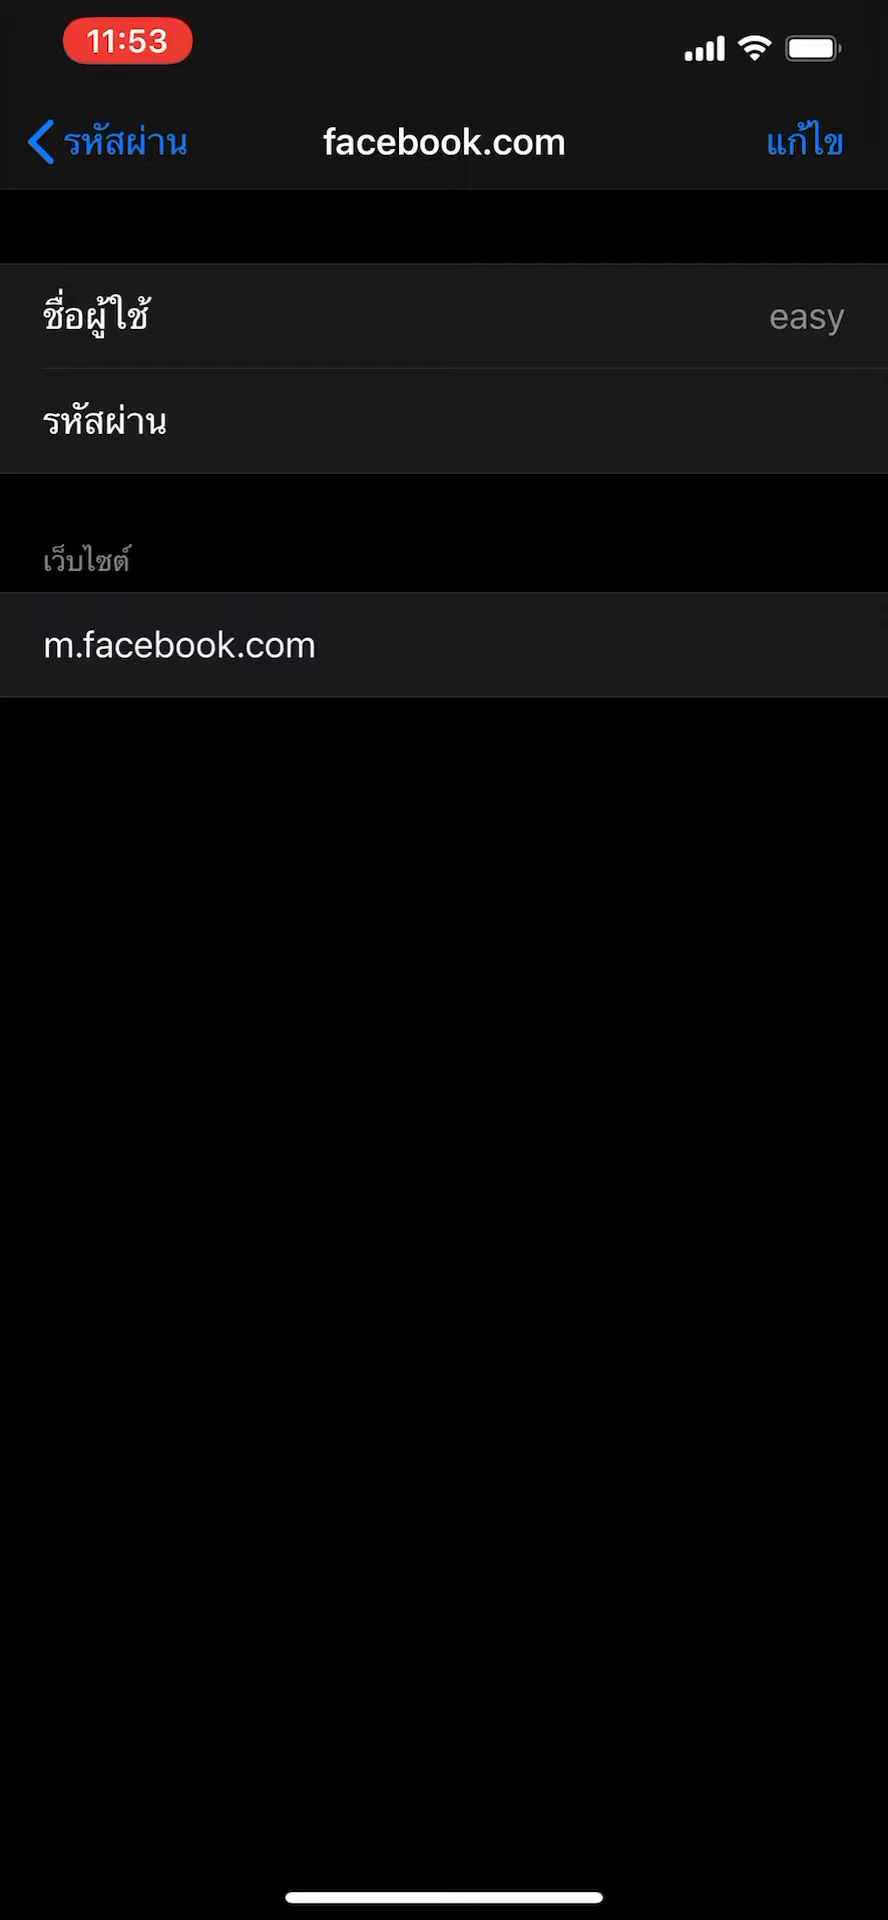 11:53
รหัสผ่าน
facebook.com
แก้ไข
ชื่อผู้ใช้
easy
รหัสผ่าน
เว็บไซต์
m.facebook.com